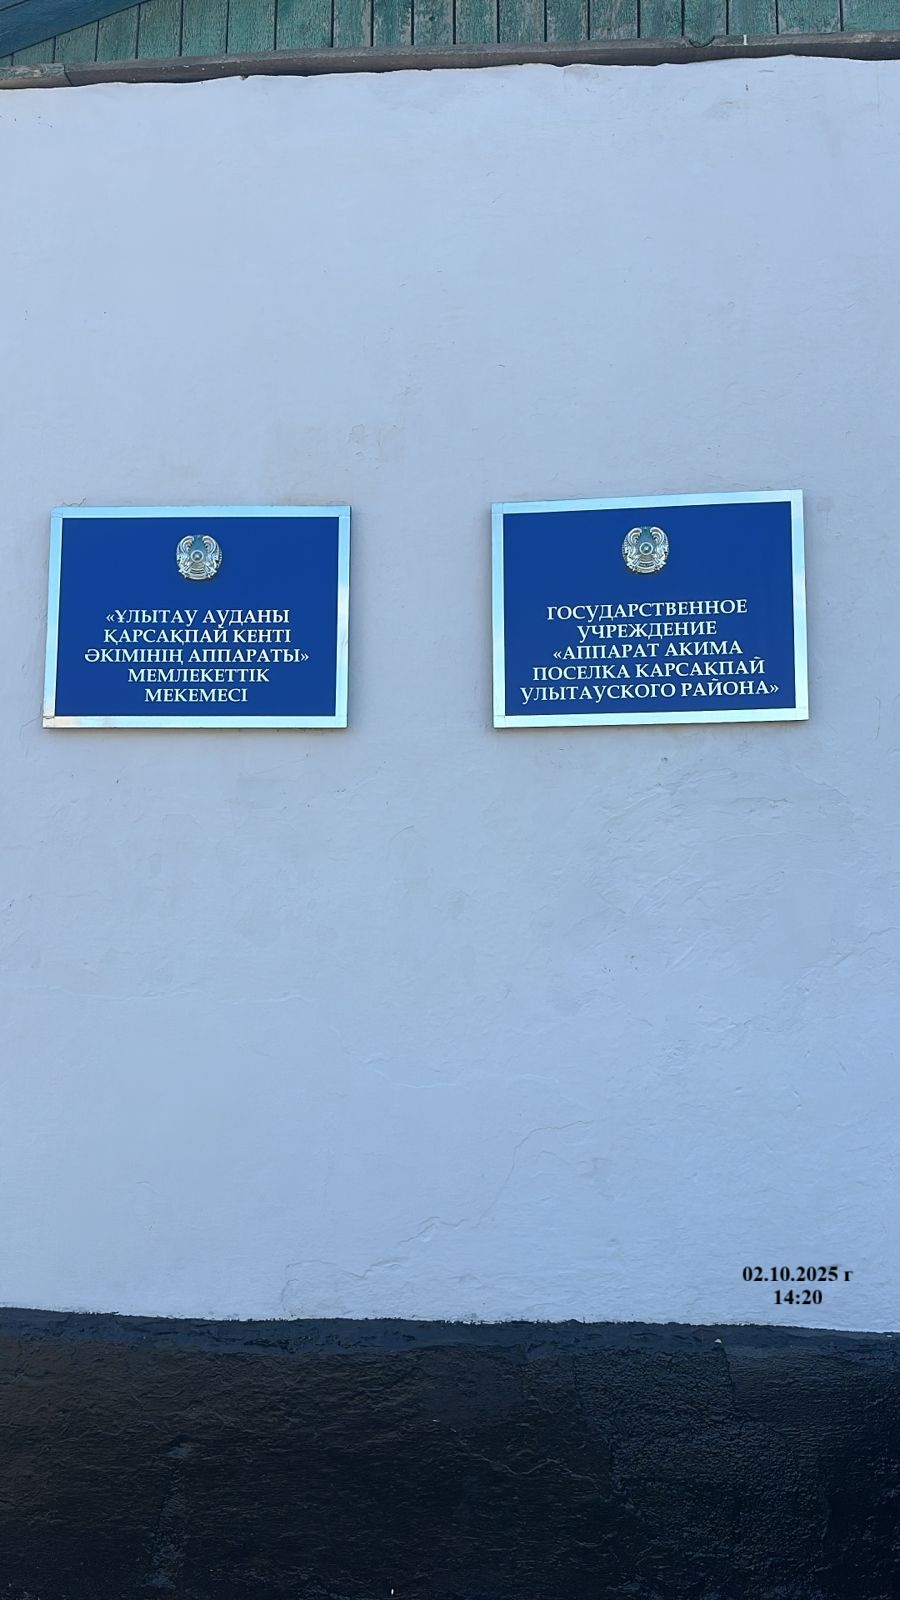 «ҰЛЫТАУ АУДАНЫ
ҚАРСАҚПАЙ КЕНТІ
ӘКІМІНІҢ АППАРАТЫ»
МЕМЛЕКЕТТІК
МЕКЕМЕСІ
ГОСУДАРСТВЕННОЕ
УЧРЕЖДЕНИЕ
«АППАРАТ АКИМА
ПОСЕЛКА КАРСАКПАЙ
УЛЫТАУСКОГО РАЙОНА»
02.10.2025 г
14:20